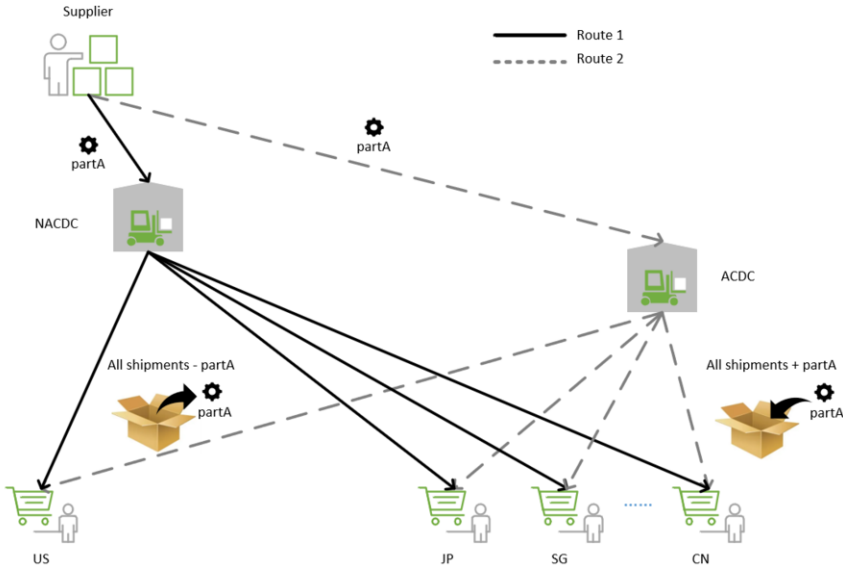 Supplier
Route 1
Route 2
partA
partA
NACDC
ACDC
All shipments - partA
partA
All shipments + partA
partA
......
US
JP
SG
CN